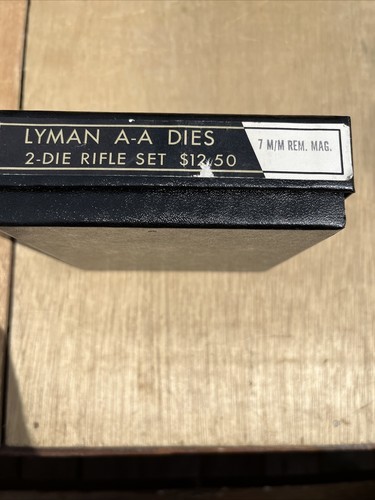 LYMAN A-A DIES
2-DIE RIFLE SET $12.50
7 M/M REM. MAG.